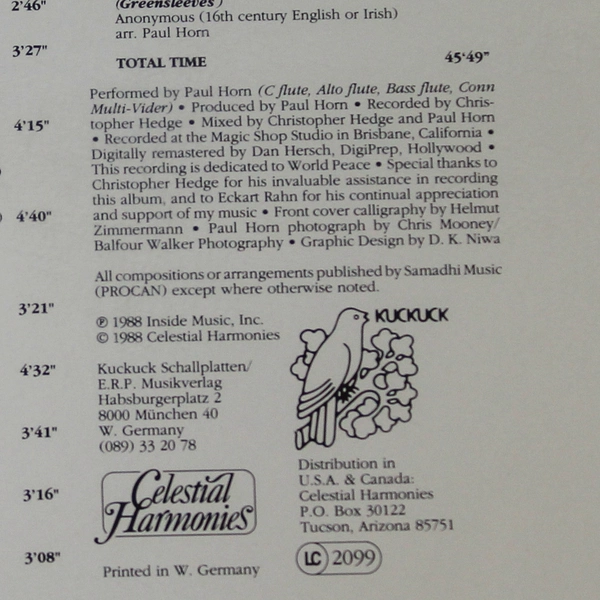 2'46"
(Greensleeves)
Anonymous (16th century English or Irish)
arr. Paul Horn
3'27"
TOTAL TIME 45'49"
Performed by Paul Horn (C flute, Alto flute, Bass flute, Conn
Multi-Vider) • Produced by Paul Horn • Recorded by Chris-
4'15" topher Hedge • Mixed by Christopher Hedge and Paul Horn
• Recorded at the Magic Shop Studio in Brisbane, California •
Digitally remastered by Dan Hersch, DigiPrep, Hollywood •
This recording is dedicated to World Peace • Special thanks to
Christopher Hedge for his invaluable assistance in recording
this album, and to Eckart Rahn for his continual appreciation
4'40" and support of my music • Front cover calligraphy by Helmut
Zimmermann • Paul Horn photograph by Chris Mooney/
Balfour Walker Photography • Graphic Design by D. K. Niwa
All compositions or arrangements published by Samadhi Music
(PROCAN) except where otherwise noted.
3'21"
℗ 1988 Inside Music, Inc.
© 1988 Celestial Harmonies
KUCKUCK
4'32" Kuckuck Schallplatten/
E.R.P. Musikverlag
Habsburgerplatz 2
8000 München 40
3'41" W. Germany
(089) 33 20 78
Celestial
Harmonies
3'16"
Distribution in
U.S.A. & Canada:
Celestial Harmonies
P.O. Box 30122
Tucson, Arizona 85751
3'08"
Printed in W. Germany
LC 2099